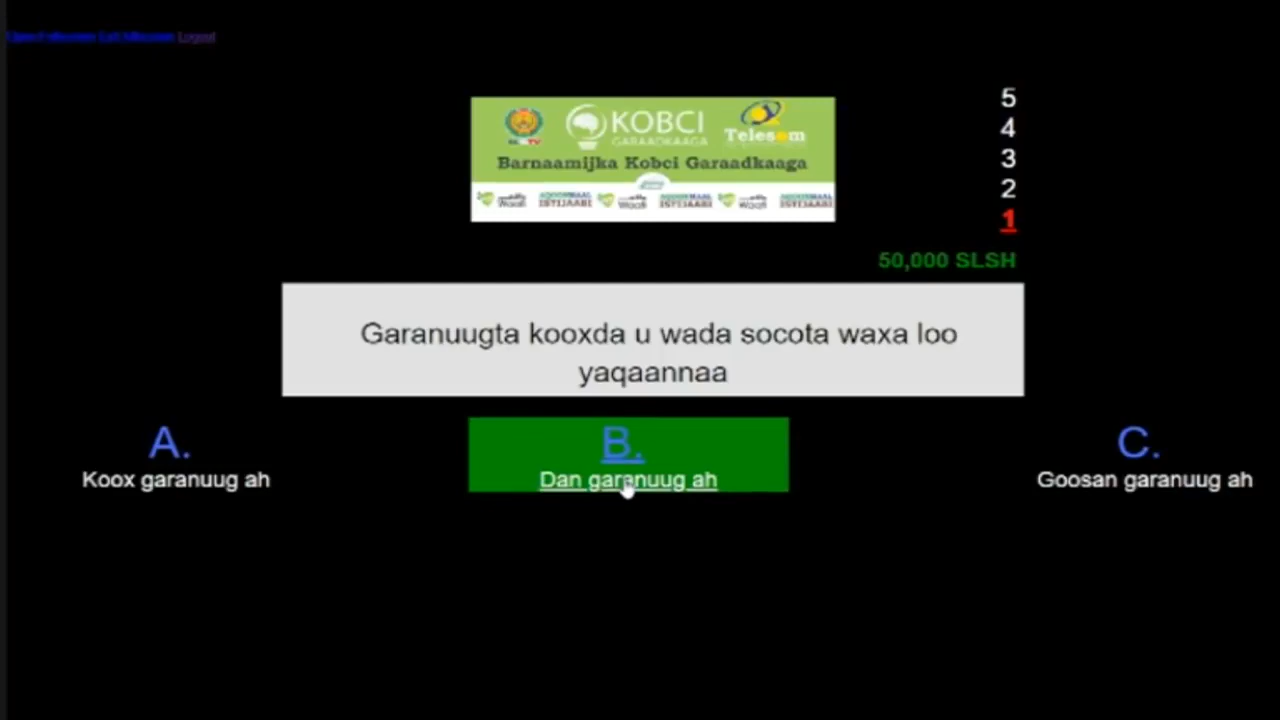 Logout
KOBCI
GARAADKAAGA
Telesom
Barnaamijka Kobci Garaadkaaga
5
4
3
2
1
50,000 SLSH
Garanuugta kooxda u wada socota waxa loo
yaqaannaa
A.
Koox garanuug ah
B.
Dan garanuug ah
C.
Goosan garanuug ah